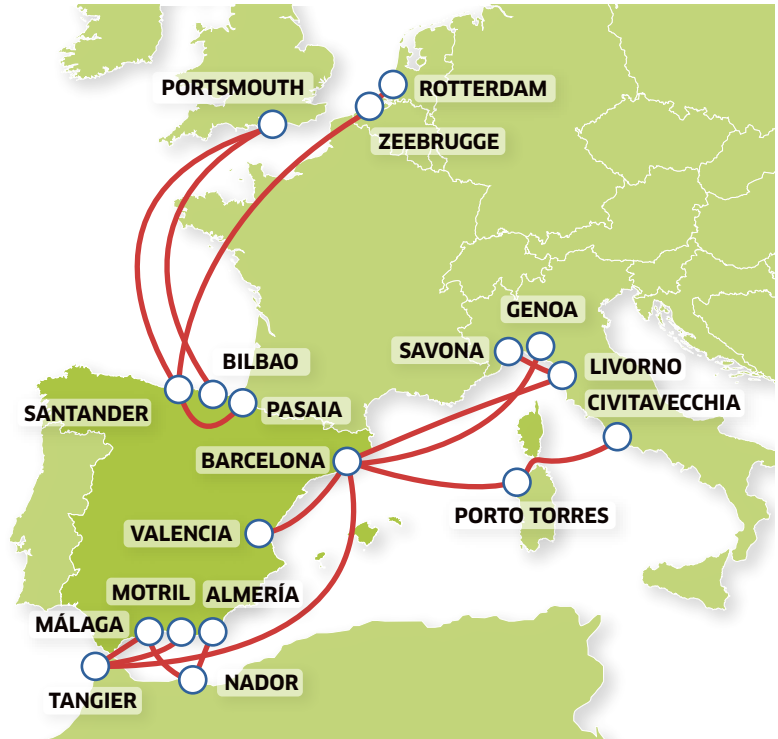 PORTSMOUTH
ROTTERDAM
ZEEBRUGGE
GENOA
SAVONA
LIVORNO
BILBAO
CIVITAVECCHIA
SANTANDER
PASAIA
BARCELONA
PORTO TORRES
VALENCIA
MOTRIL
ALMERÍA
MÁLAGA
NADOR
TANGIER